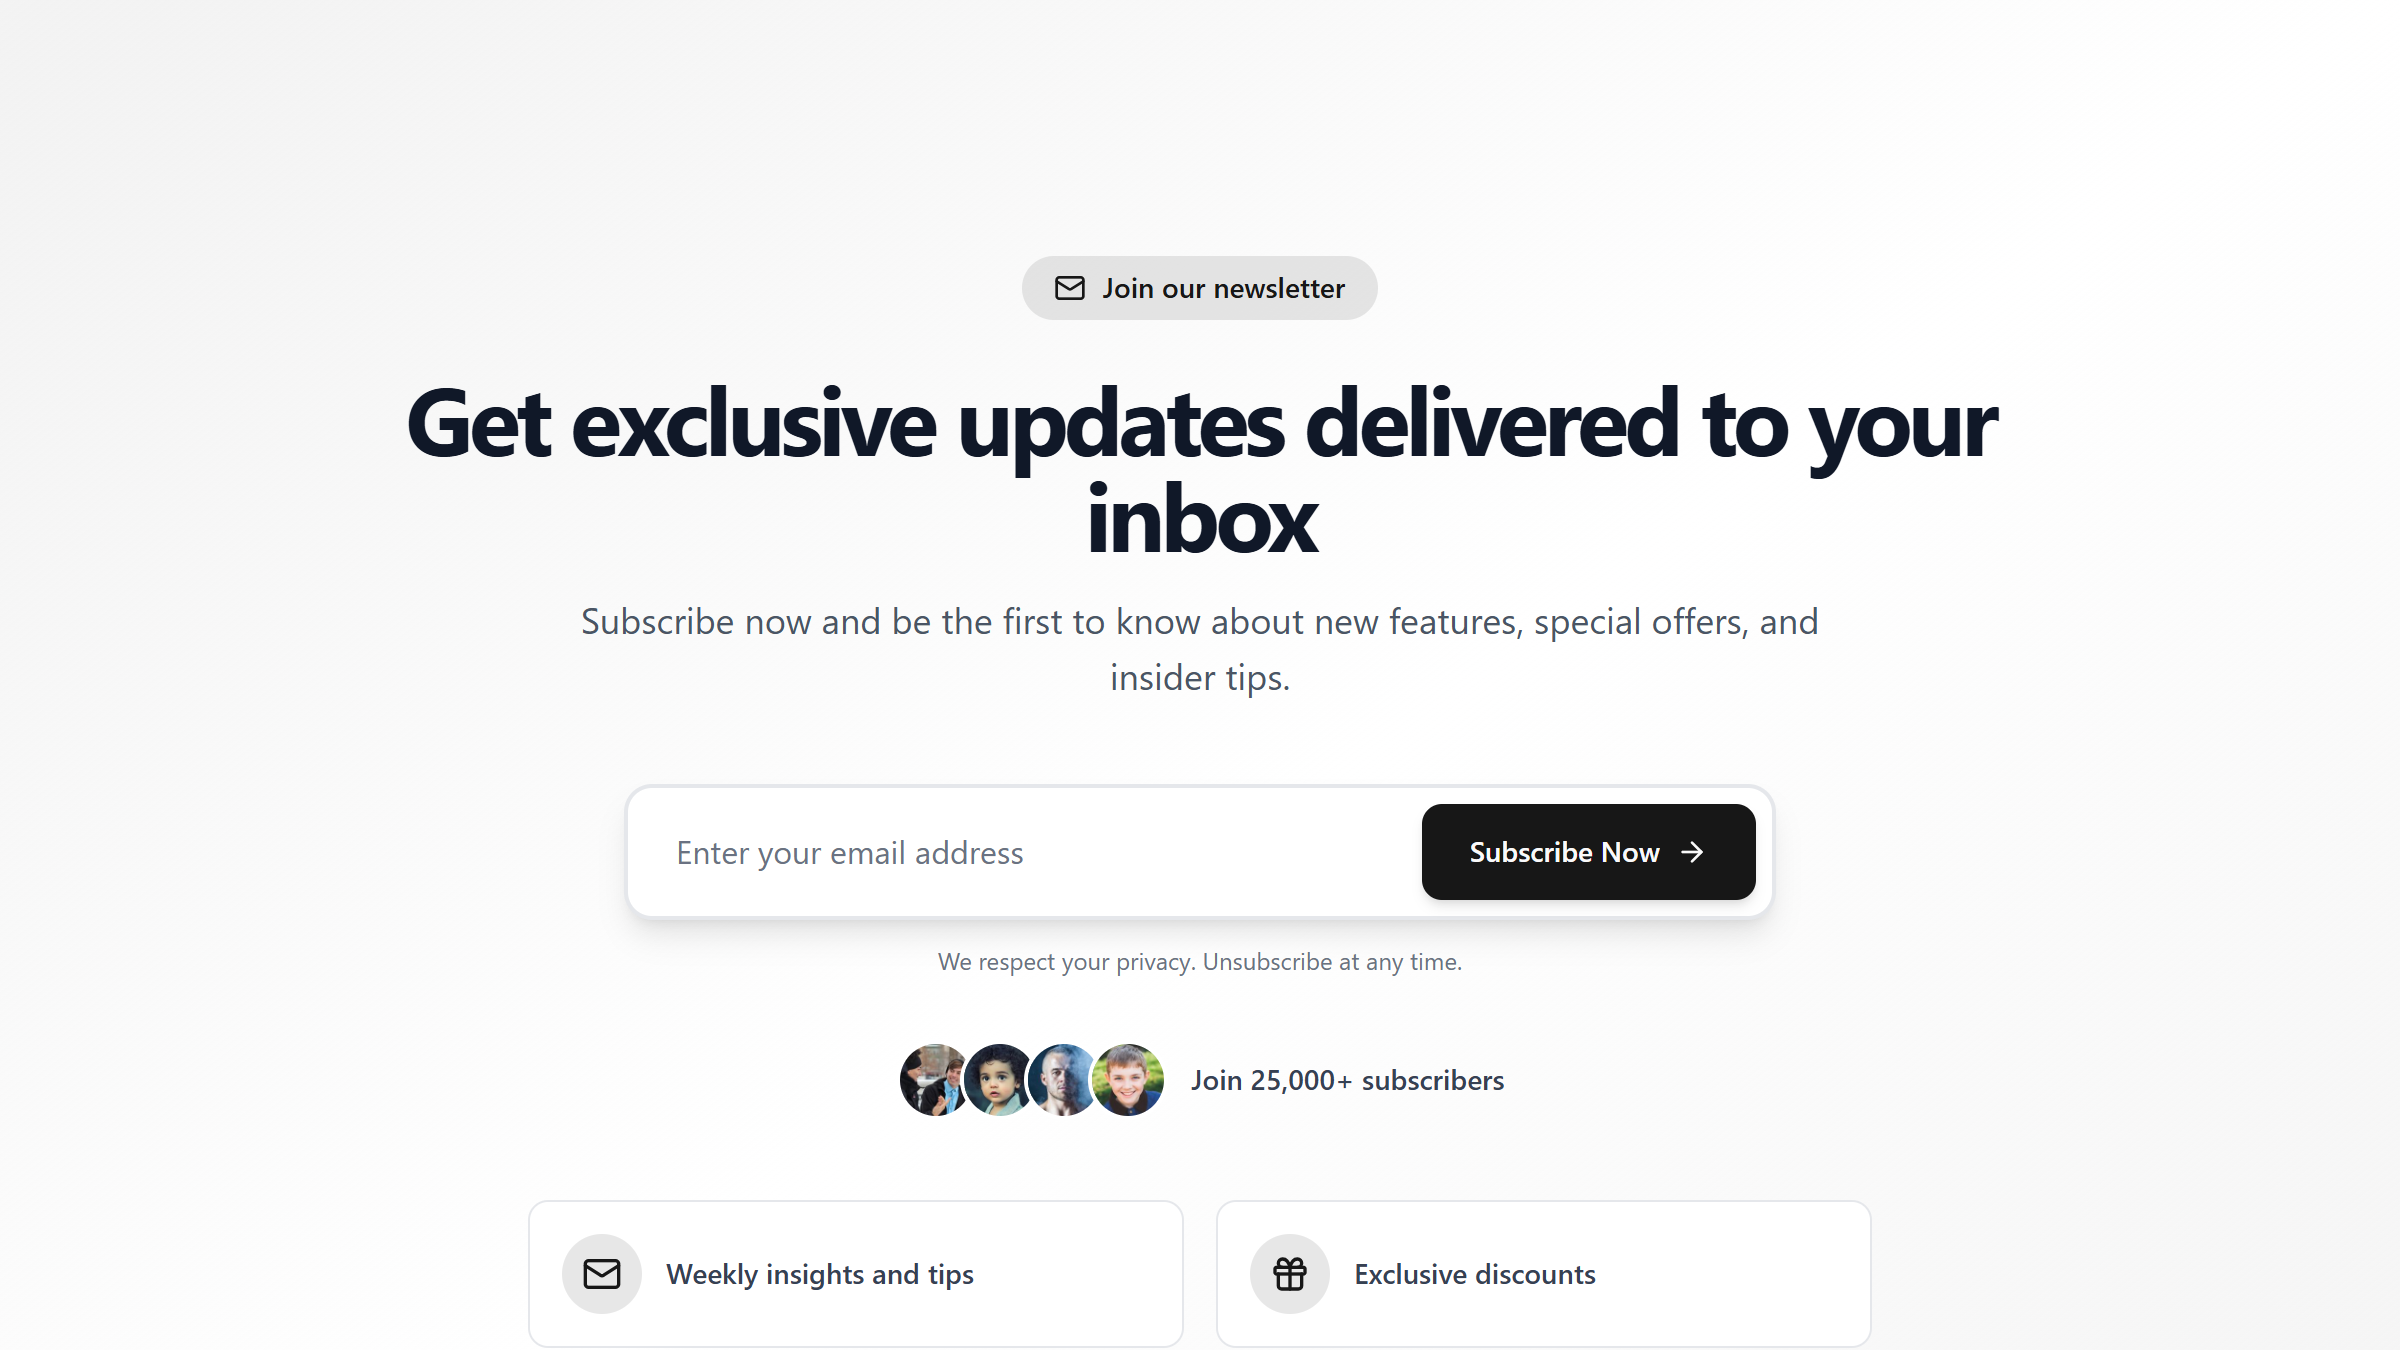 Join our newsletter
Get exclusive updates delivered to your
inbox
Subscribe now and be the first to know about new features, special offers, and
insider tips.
Enter your email address
Subscribe Now
We respect your privacy. Unsubscribe at any time.
Join 25,000+ subscribers
Weekly insights and tips
Exclusive discounts